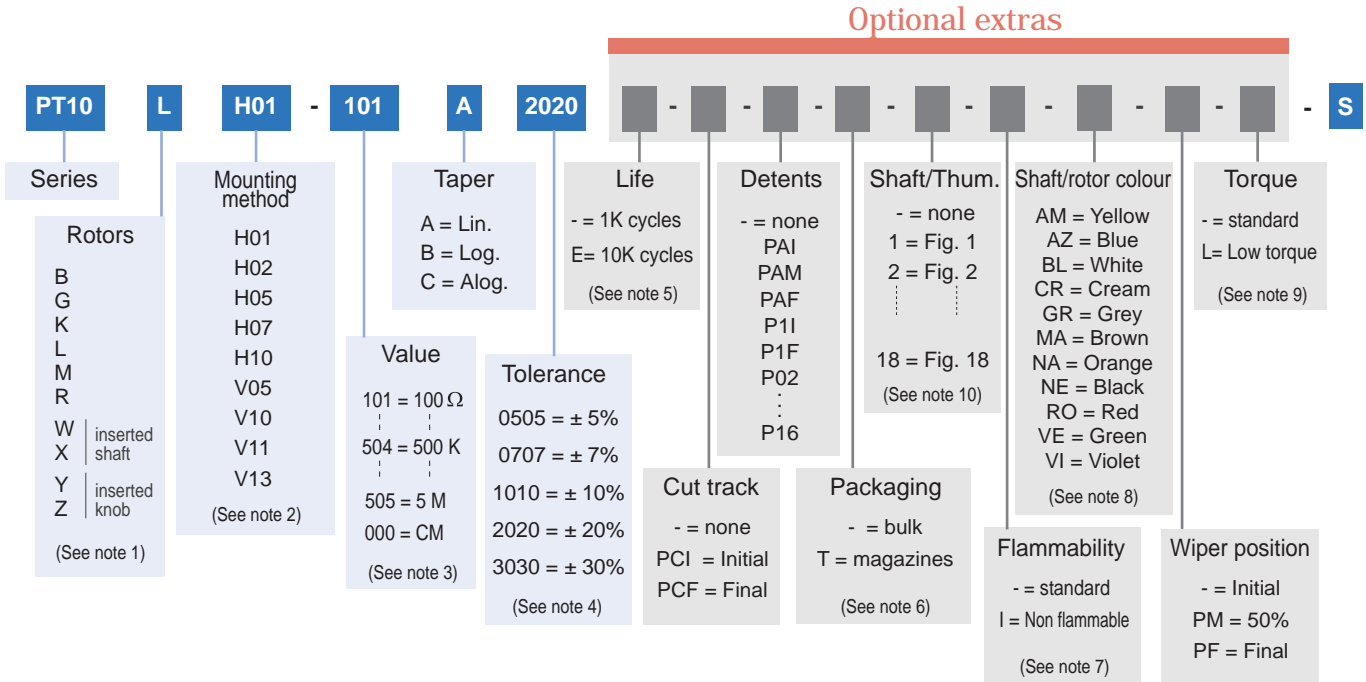 Optional extras
PT10 L H01 - 101 A 2020 - - - - - - - - - S
Series
Rotors
B
G
K
L
M
R
W
X
inserted
shaft
Y
Z
inserted
knob
(See note 1)
Mounting
method
H01
H02
H05
H07
H10
V05
V10
V11
V13
(See note 2)
Value
101 = 100 Ω
504 = 500 K
505 = 5 M
000 = CM
(See note 3)
Taper
A = Lin.
B = Log.
C = Alog.
Tolerance
0505 = ± 5%
0707 = ± 7%
1010 = ± 10%
2020 = ± 20%
3030 = ± 30%
(See note 4)
Life
- = 1K cycles
E= 10K cycles
(See note 5)
Cut track
- = none
PCI = Initial
PCF = Final
Detents
- = none
PAI
PAM
PAF
P1I
P1F
P02
:
P16
Packaging
- = bulk
T = magazines
(See note 6)
Shaft/Thum.
- = none
1 = Fig. 1
2 = Fig. 2
18 = Fig. 18
(See note 10)
Flammability
- = standard
I = Non flammable
(See note 7)
Shaft/rotor colour
AM = Yellow
AZ = Blue
BL = White
CR = Cream
GR = Grey
MA = Brown
NA = Orange
NE = Black
RO = Red
VE = Green
VI = Violet
(See note 8)
Wiper position
- = Initial
PM = 50%
PF = Final
Torque
- = standard
L= Low torque
(See note 9)